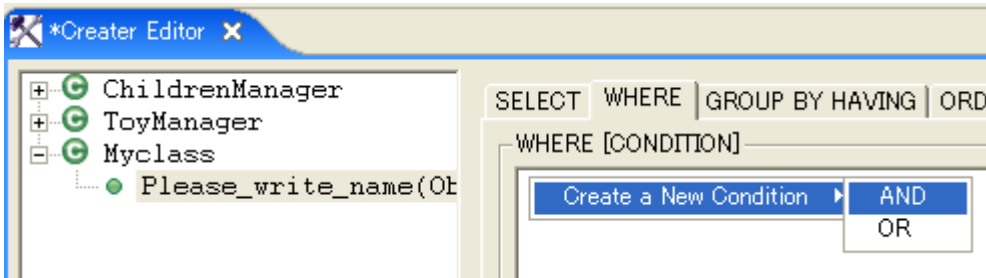 *Creater Editor
ChildrenManager
ToyManager
Myclass
Please_write_name(Ob
SELECT WHERE GROUP BY HAVING ORD
WHERE [CONDITION]
Create a New Condition AND
OR